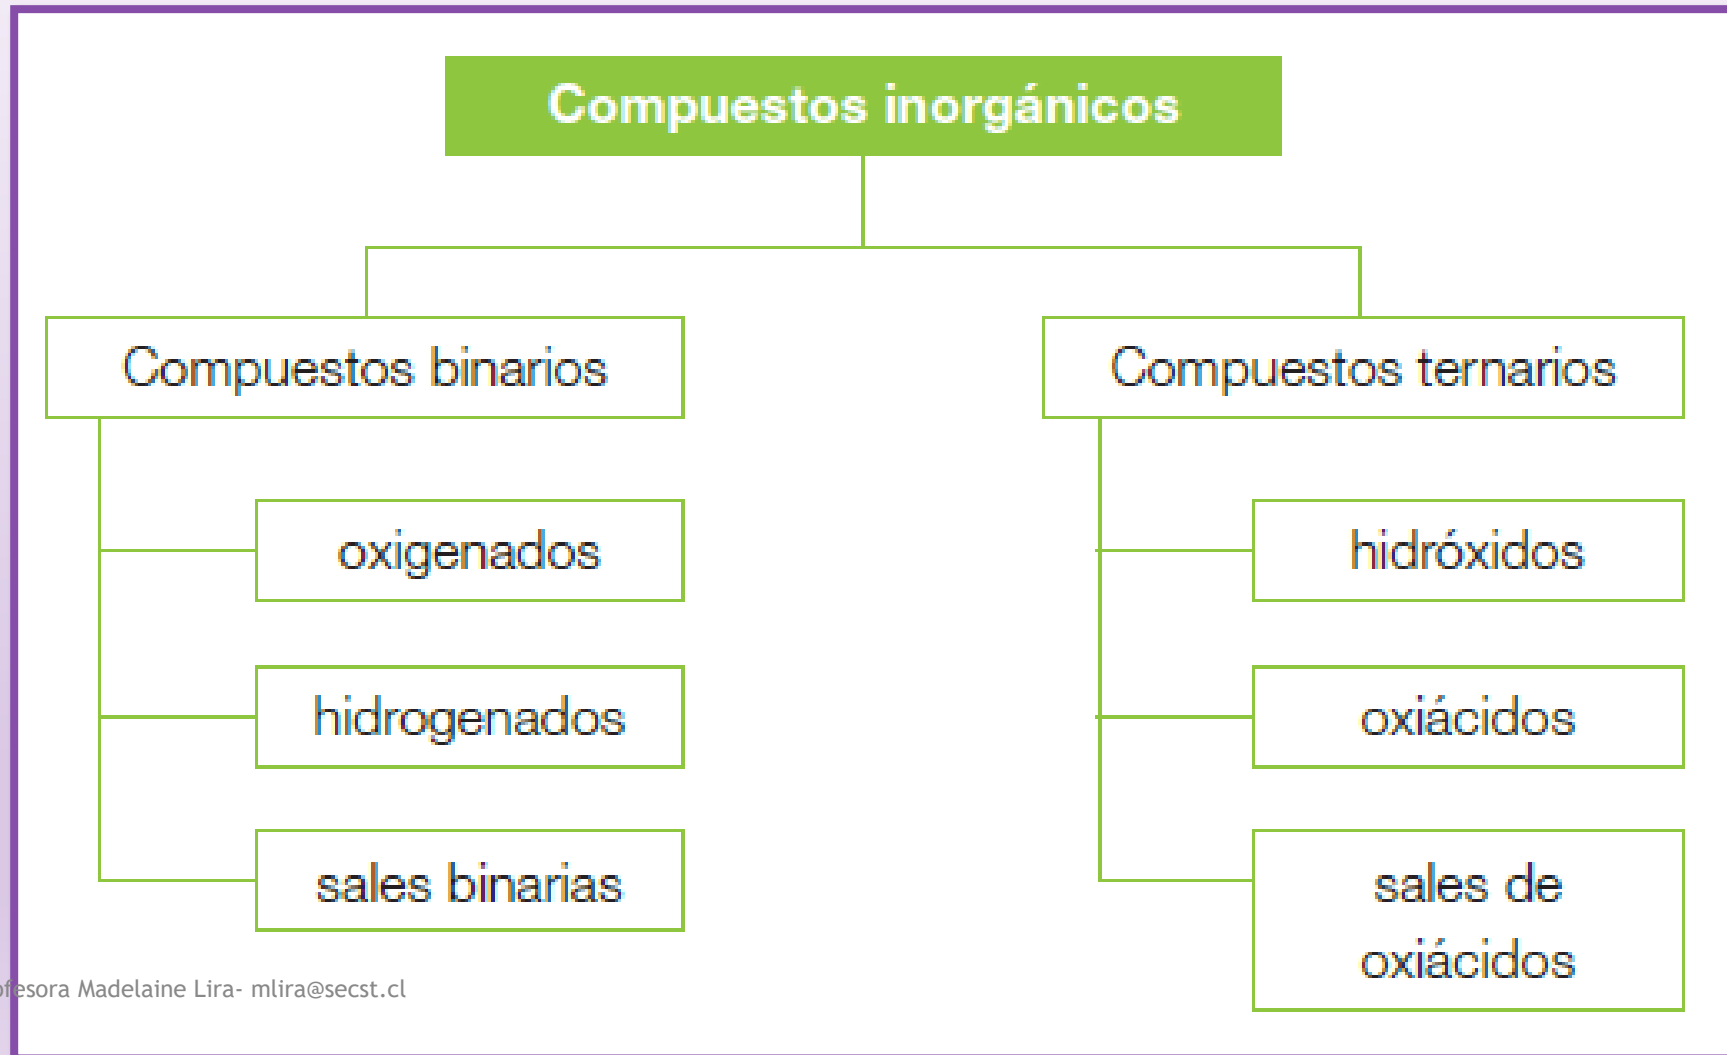 Compuestos inorgánicos
Compuestos binarios
oxigenados
hidrogenados
sales binarias
Compuestos ternarios
hidróxidos
oxiácidos
sales de
oxiácidos
ofesora Madelaine Lira- mlira@secst.cl